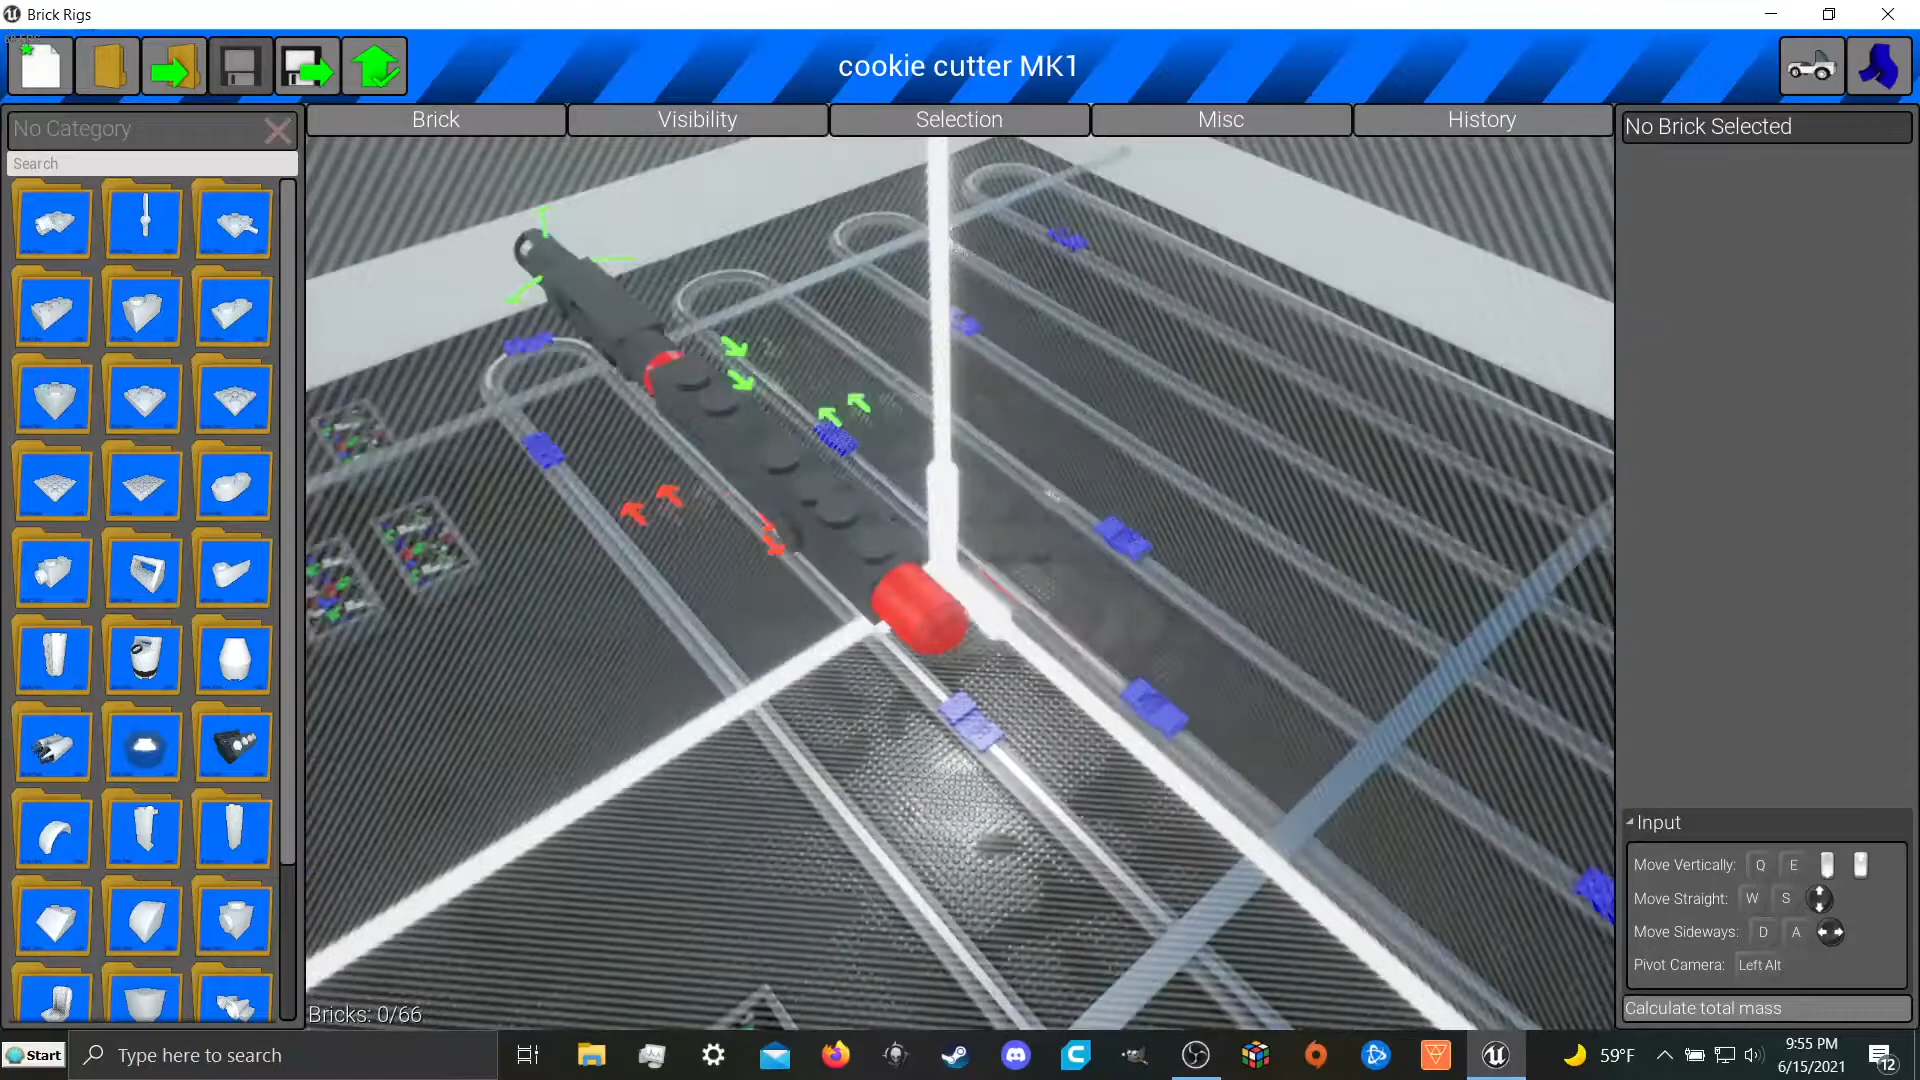 Brick Rigs
cookie cutter MK1
No Category
Search
Brick
Visibility
Selection
Misc
History
No Brick Selected
Input
Move Vertically: Q E
Move Straight: W S
Move Sideways: D A
Pivot Camera: Left Alt
Calculate total mass
Bricks: 0/66
Start
Type here to search
59°F
9:55 PM
6/15/2021
12